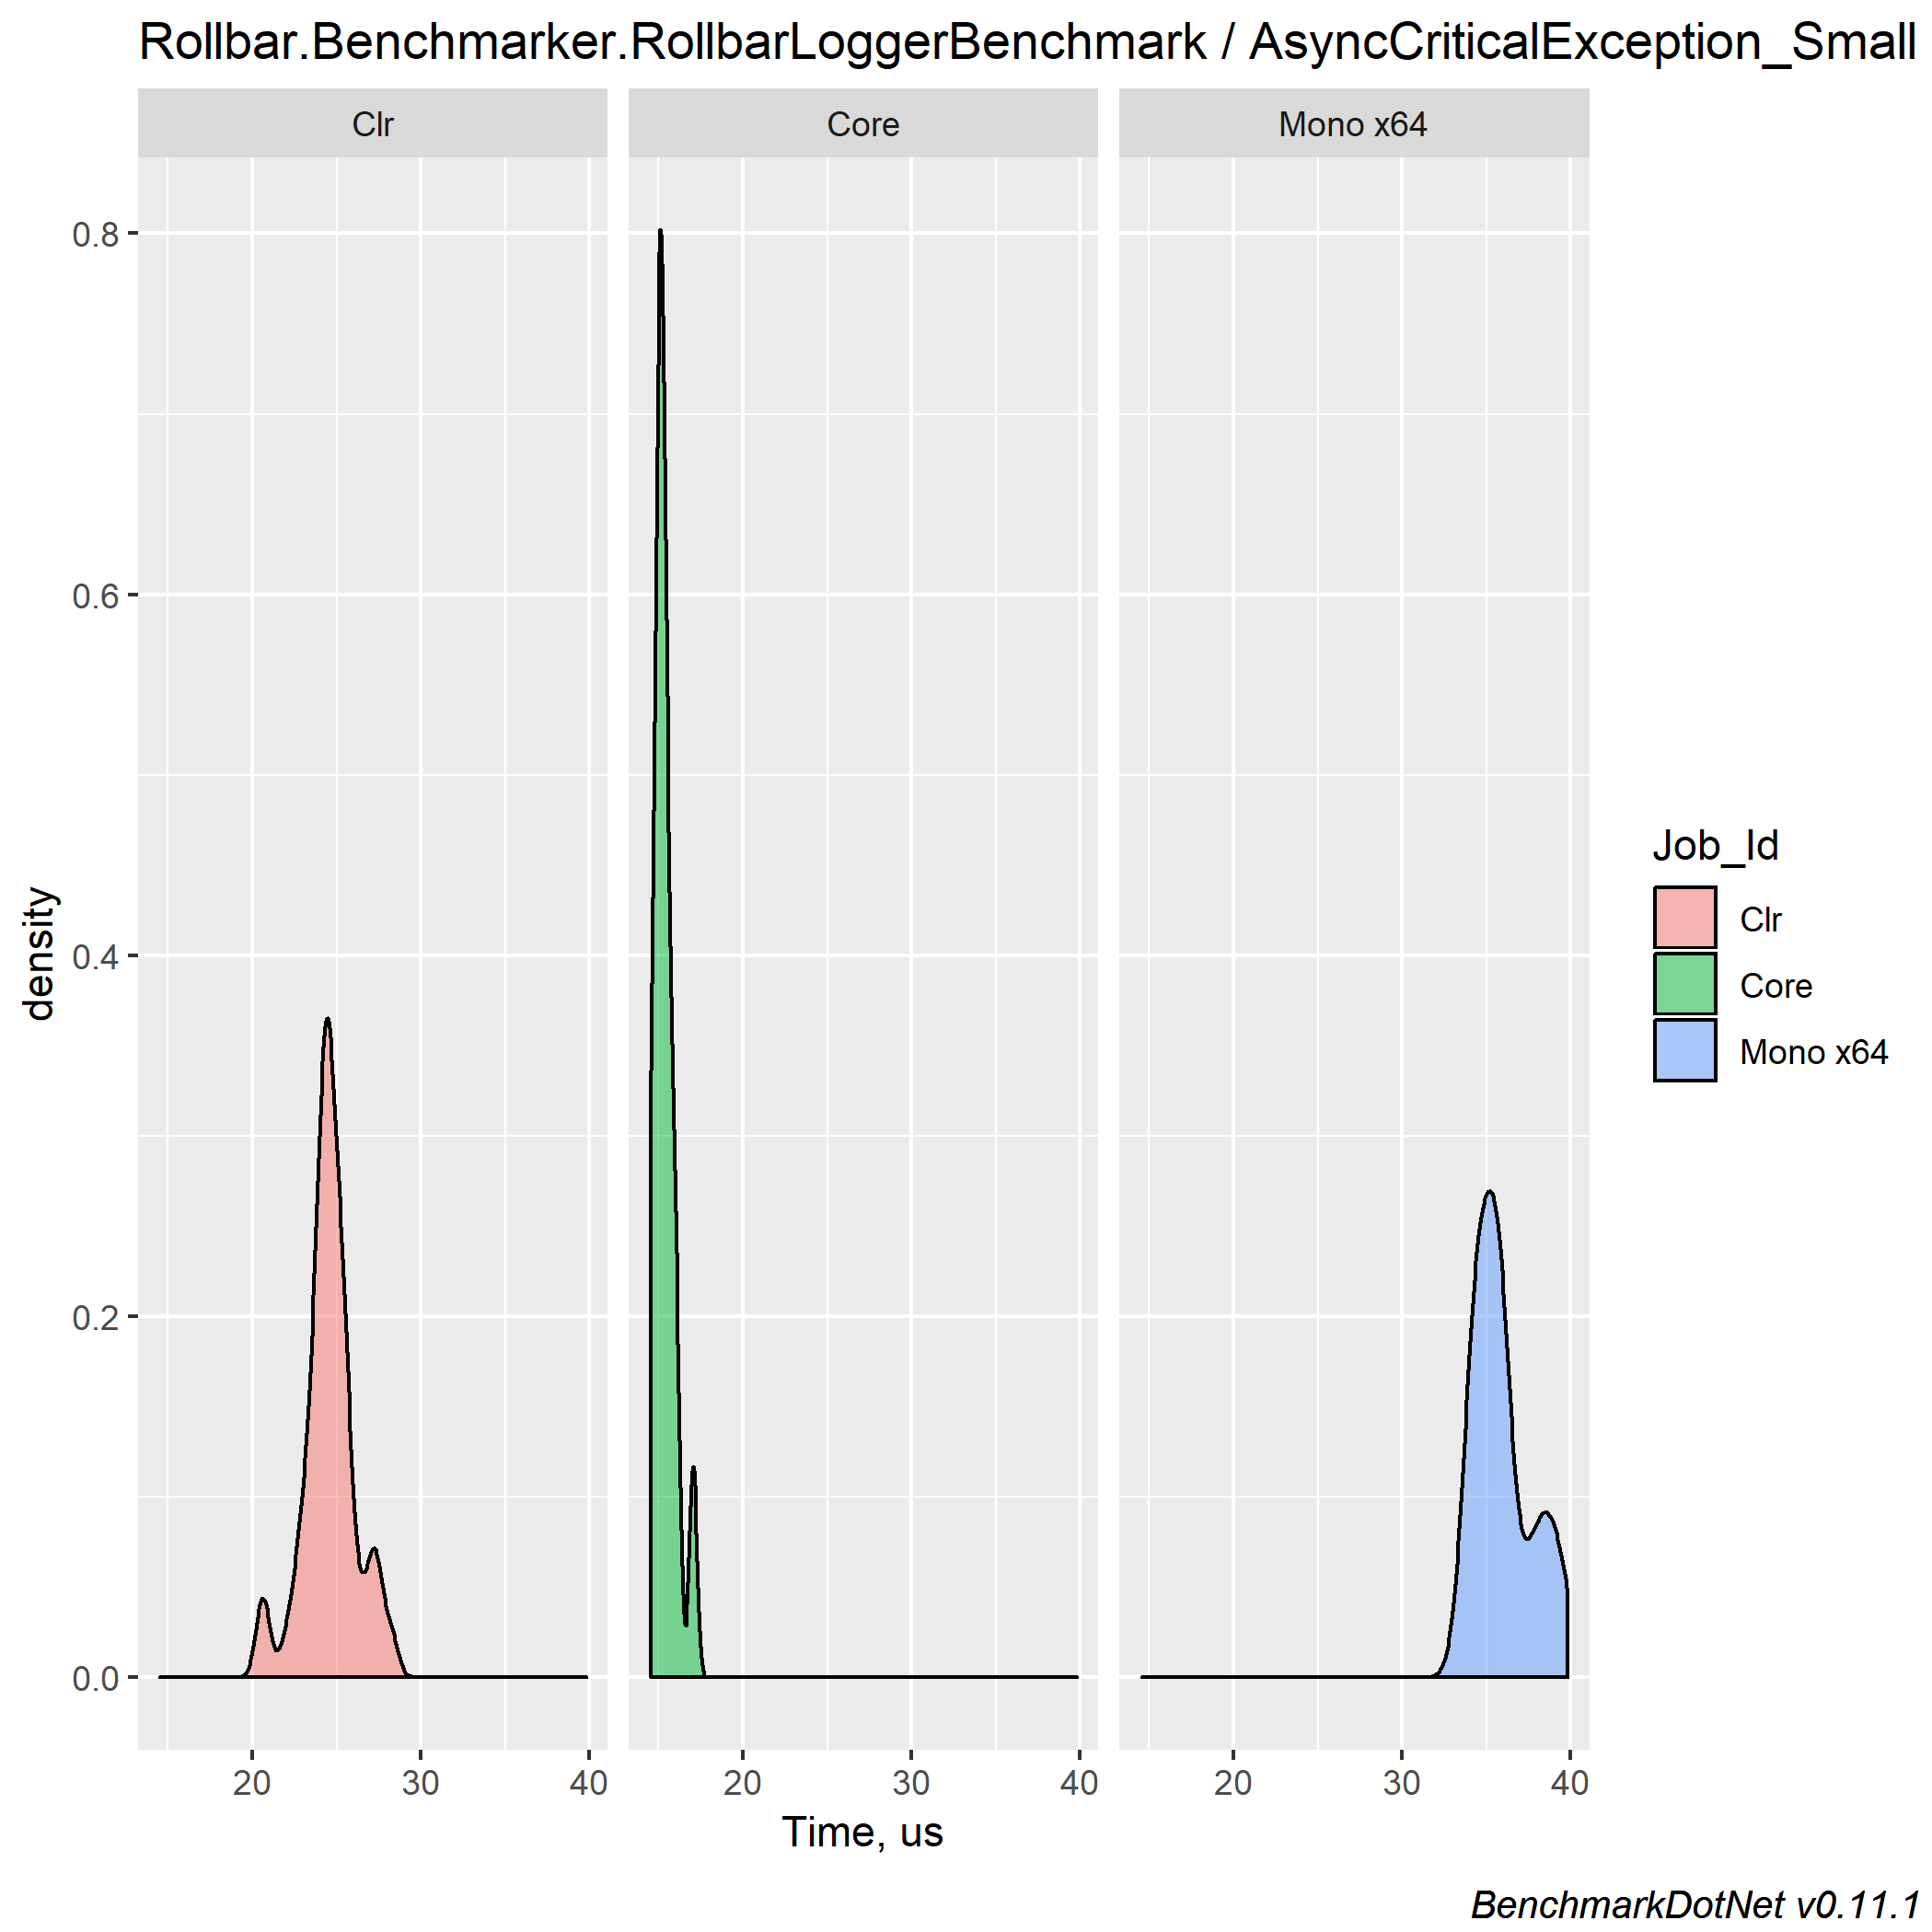 Rollbar.Benchmarker.RollbarLoggerBenchmark / AsyncCriticalException_Small
Clr Core Mono x64
0.8
0.6
0.4
0.2
0.0
density
20 30 40 20 30 40 20 30 40
Time, us
Job_Id
Clr
Core
Mono x64
BenchmarkDotNet v0.11.1